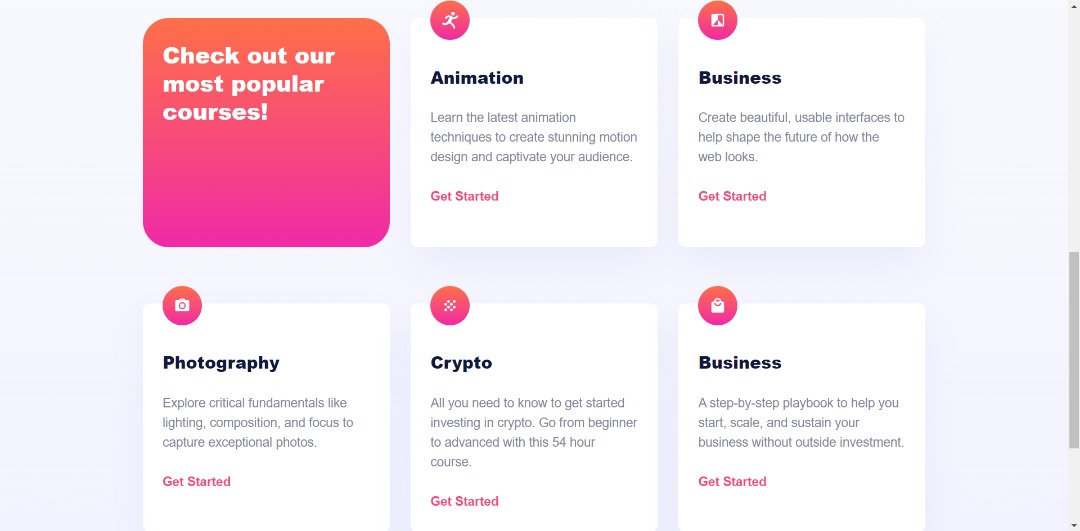 Check out our
most popular
courses!
Animation
Learn the latest animation
techniques to create stunning motion
design and captivate your audience.
Get Started
Business
Create beautiful, usable interfaces to
help shape the future of how the
web looks.
Get Started
Photography
Explore critical fundamentals like
lighting, composition, and focus to
capture exceptional photos.
Get Started
Crypto
All you need to know to get started
investing in crypto. Go from beginner
to advanced with this 54 hour
course.
Get Started
Business
A step-by-step playbook to help you
start, scale, and sustain your
business without outside investment.
Get Started